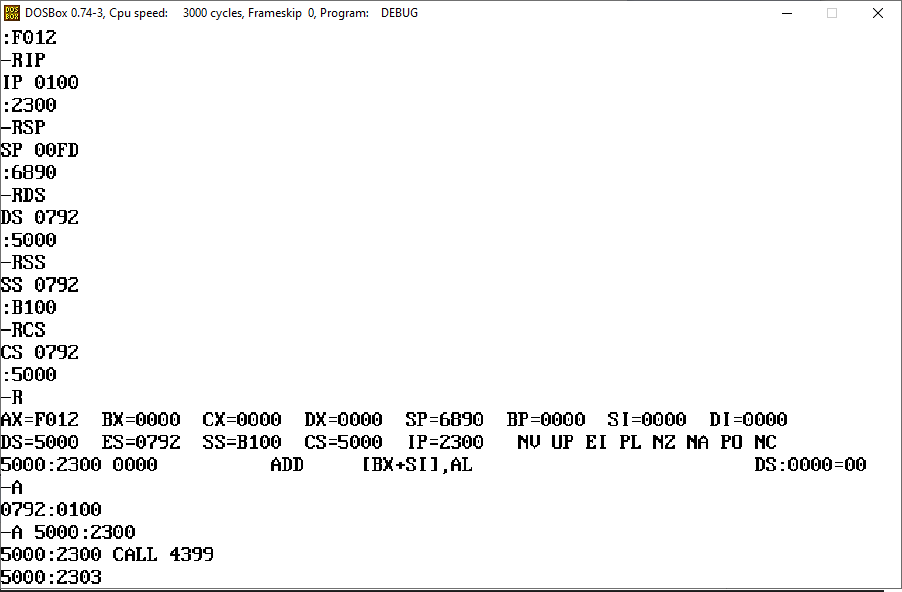 DOS BOX DOSBox 0.74-3, Cpu speed: 3000 cycles, Frameskip 0, Program: DEBUG
:F012
-RIP
IP 0100
:2300
-RSP
SP 00FD
:6890
-RDS
DS 0792
:5000
-RSS
SS 0792
:B100
-RCS
CS 0792
:5000
-R
AX=F012 BX=0000 CX=0000 DX=0000 SP=6890 BP=0000 SI=0000 DI=0000
DS=5000 ES=0792 SS=B100 CS=5000 IP=2300 NV UP EI PL NZ NA PO NC
5000:2300 0000 ADD [BX+SI],AL DS:0000=00
-A
0792:0100
-A 5000:2300
5000:2300 CALL 4399
5000:2303